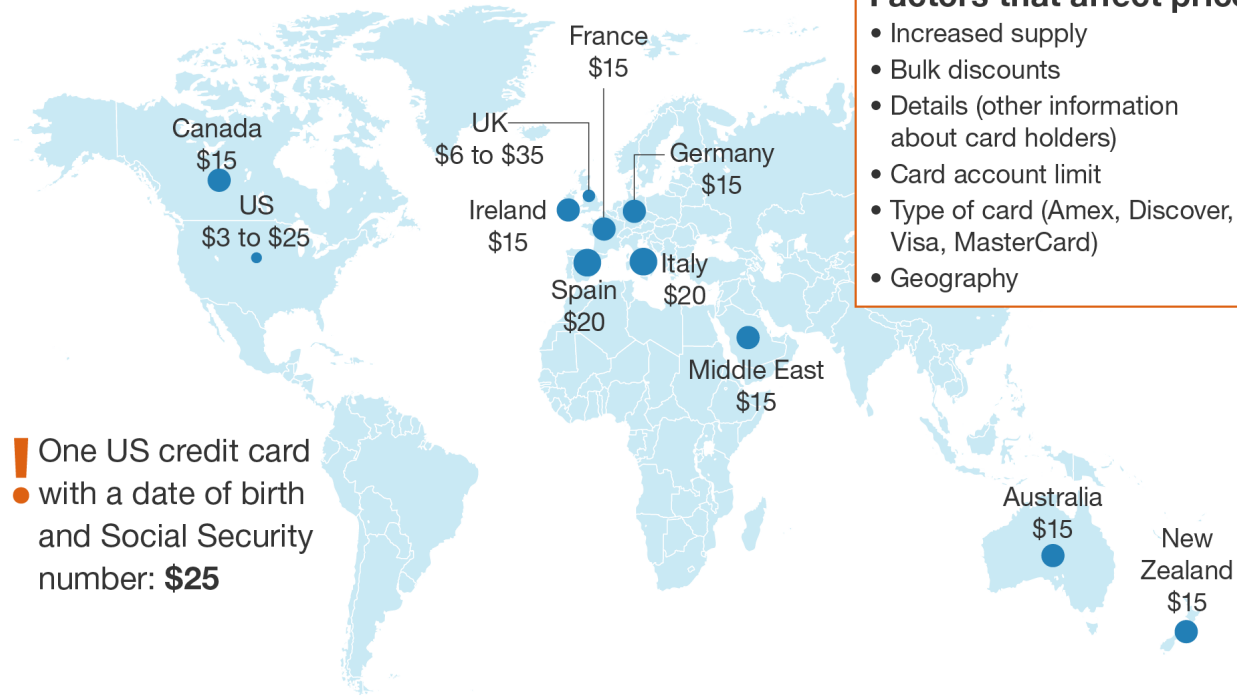 Factors that affect price
• Increased supply
• Bulk discounts
• Details (other information
about card holders)
• Card account limit
• Type of card (Amex, Discover,
Visa, MasterCard)
• Geography
France
$15
UK
$6 to $35
Germany
$15
Canada
$15
US
$3 to $25
Ireland
$15
Italy
$20
Spain
$20
Middle East
$15
! One US credit card
with a date of birth
and Social Security
number: $25
Australia
$15
New
Zealand
$15